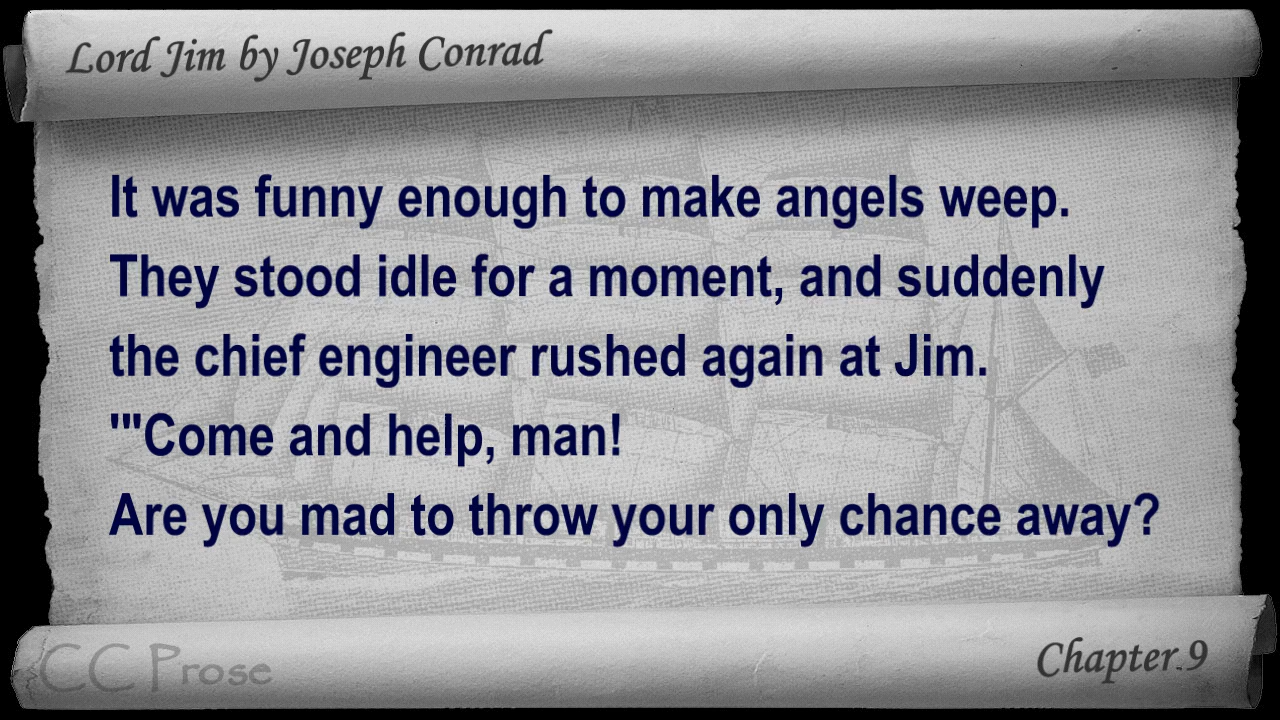 Lord Jim by Joseph Conrad
It was funny enough to make angels weep.
They stood idle for a moment, and suddenly
the chief engineer rushed again at Jim.
'"Come and help, man!
Are you mad to throw your only chance away?
CC Prose
Chapter.9